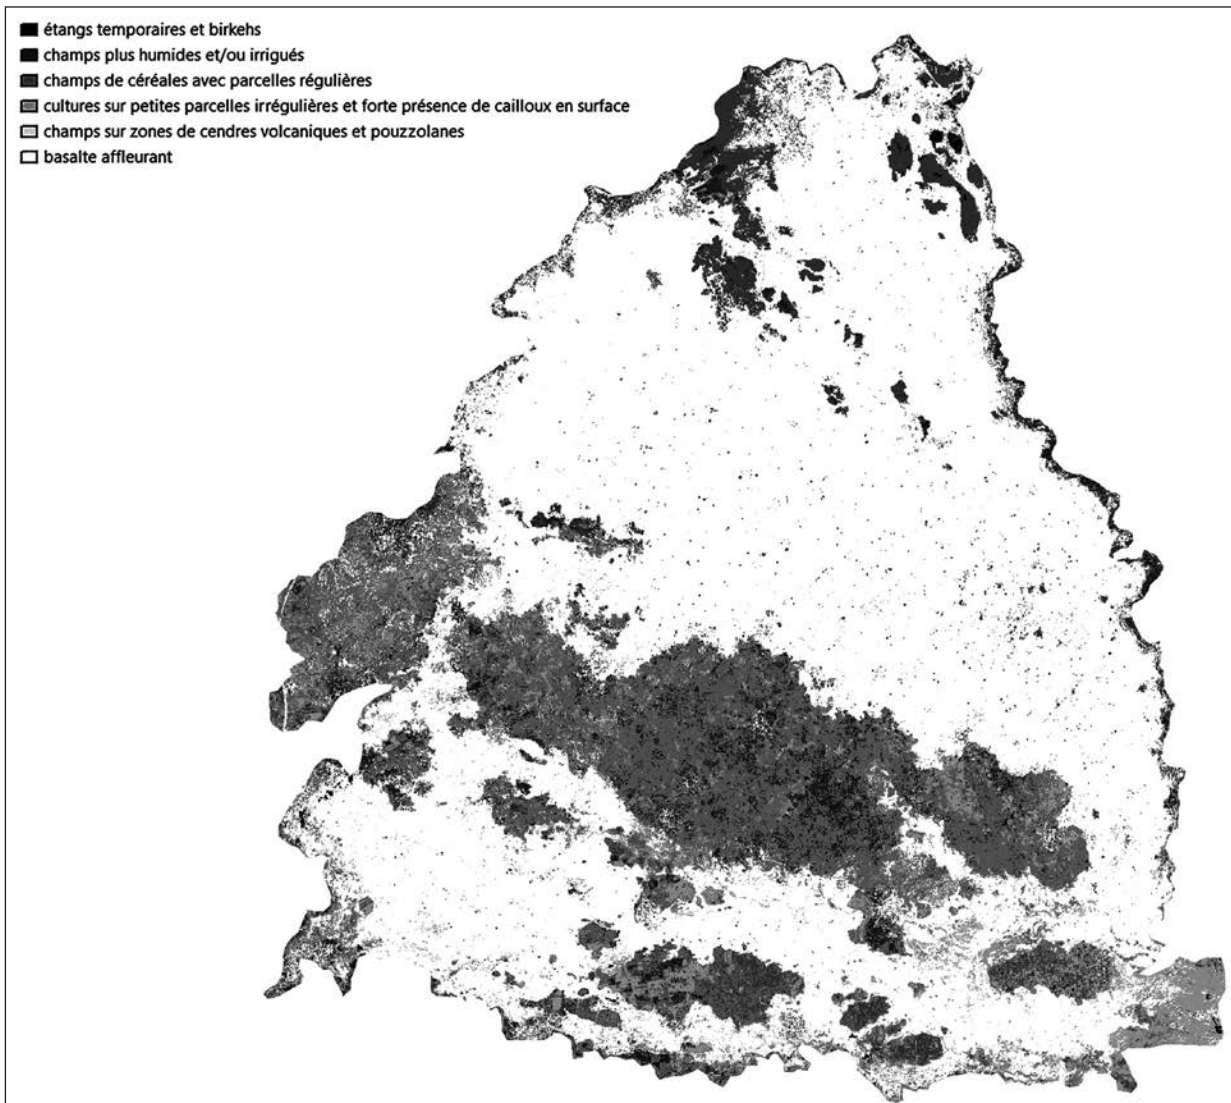 étangs temporaires et birkehs
champs plus humides et/ou irrigués
champs de céréales avec parcelles régulières
cultures sur petites parcelles irrégulières et forte présence de cailloux en surface
champs sur zones de cendres volcaniques et pouzzolanes
basalte affleurant